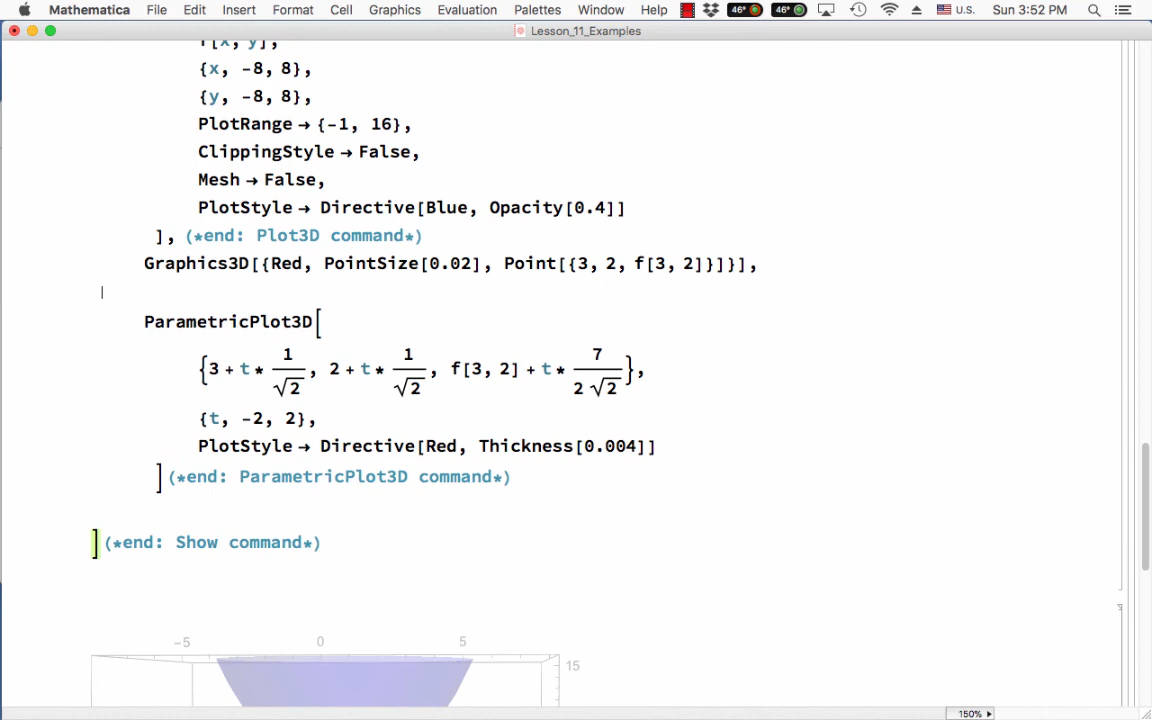 Mathematica File Edit Insert Format Cell Graphics Evaluation Palettes Window Help 46° 46° U.S. Sun 3:52 PM
Lesson_11_Examples
f[x, y],
{x, -8, 8},
{y, -8, 8},
PlotRange → {-1, 16},
ClippingStyle → False,
Mesh → False,
PlotStyle → Directive[Blue, Opacity[0.4]]
], (*end: Plot3D command*)
Graphics3D[{Red, PointSize[0.02], Point[{3, 2, f[3, 2]}]}],
ParametricPlot3D[
{3 + t * 1/√2, 2 + t * 1/√2, f[3, 2] + t * 7/(2 √2)},
{t, -2, 2},
PlotStyle → Directive[Red, Thickness[0.004]]
](*end: ParametricPlot3D command*)
](*end: Show command*)
-5 0 5
15
150%